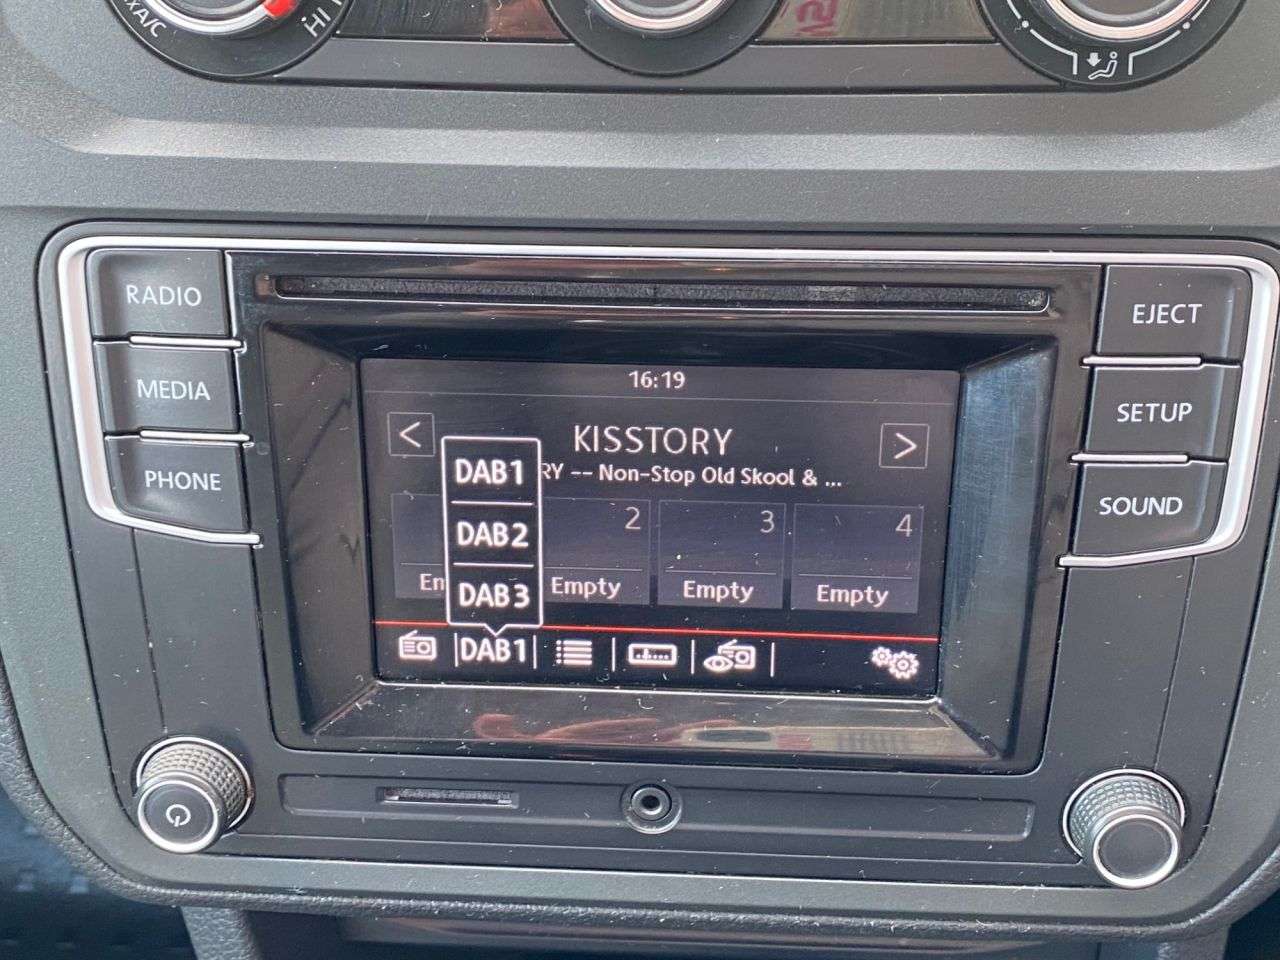 A/C
HI
RADIO
MEDIA
PHONE
EJECT
SETUP
SOUND
16:19
<
KISSTORY
>
RY -- Non-Stop Old Skool & ...
DAB1
DAB2
DAB3
2
3
4
Empty
Empty
Empty
DAB1